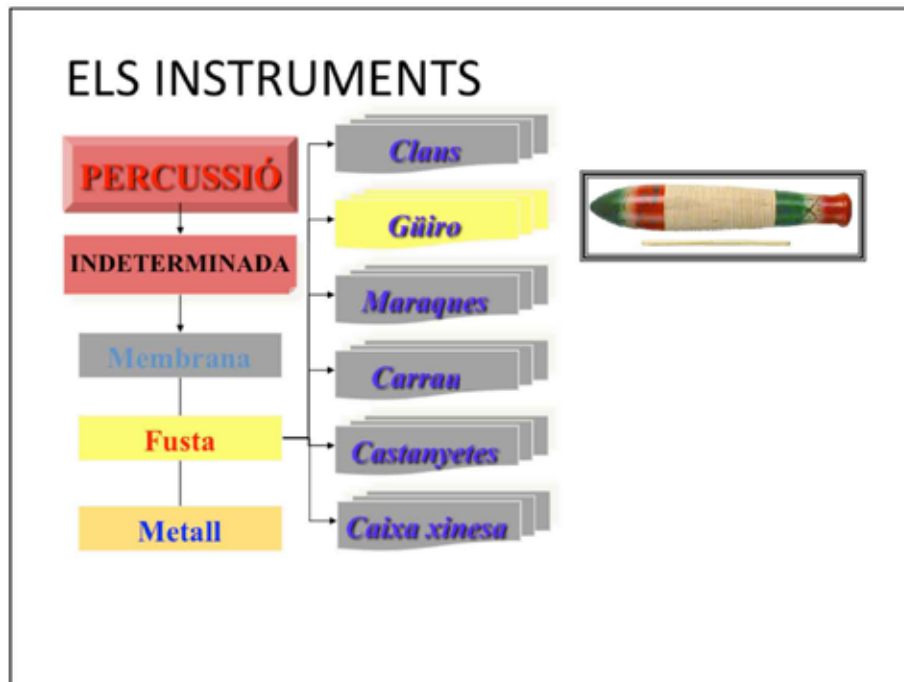 ELS INSTRUMENTS
PERCUSSIÓ
INDETERMINADA
Membrana
Fusta
Metall
Claus
Güiro
Maraques
Carrau
Castanyetes
Caixa xinesa